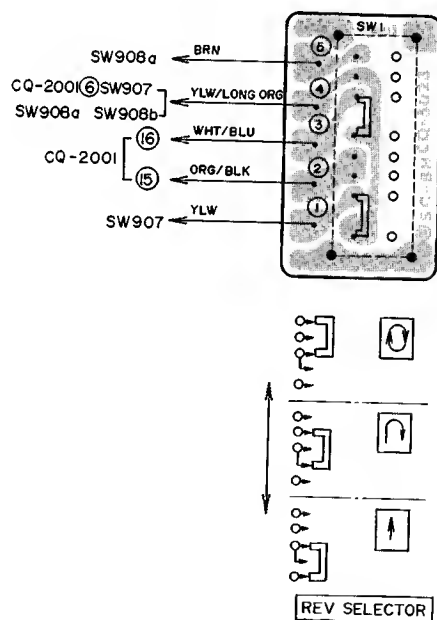 SW1
SW908a BRN ⑤
CQ-2001 ⑥ SW907 YLW/LONG ORG ④
SW908a SW908b
⑯ WHT/BLU ③
CQ-2001
⑮ ORG/BLK ②
SW907 YLW ①
REV SELECTOR